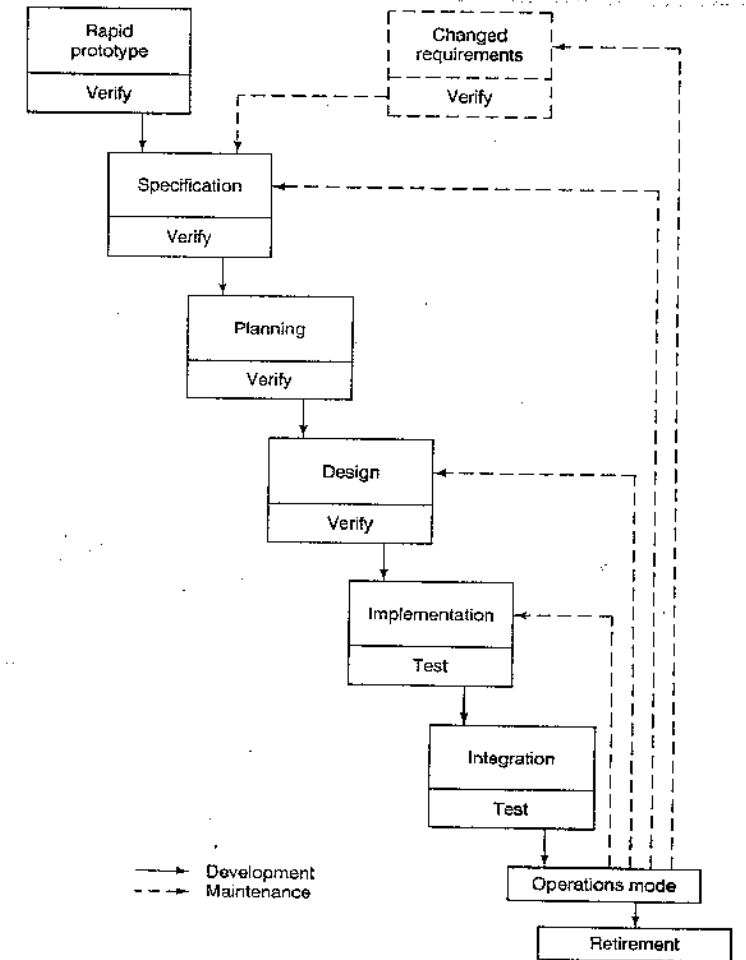 Rapid
prototype
Verify
Changed
requirements
Verify
Specification
Verify
Planning
Verify
Design
Verify
Implementation
Test
Integration
Test
Development
Maintenance
Operations mode
Retirement